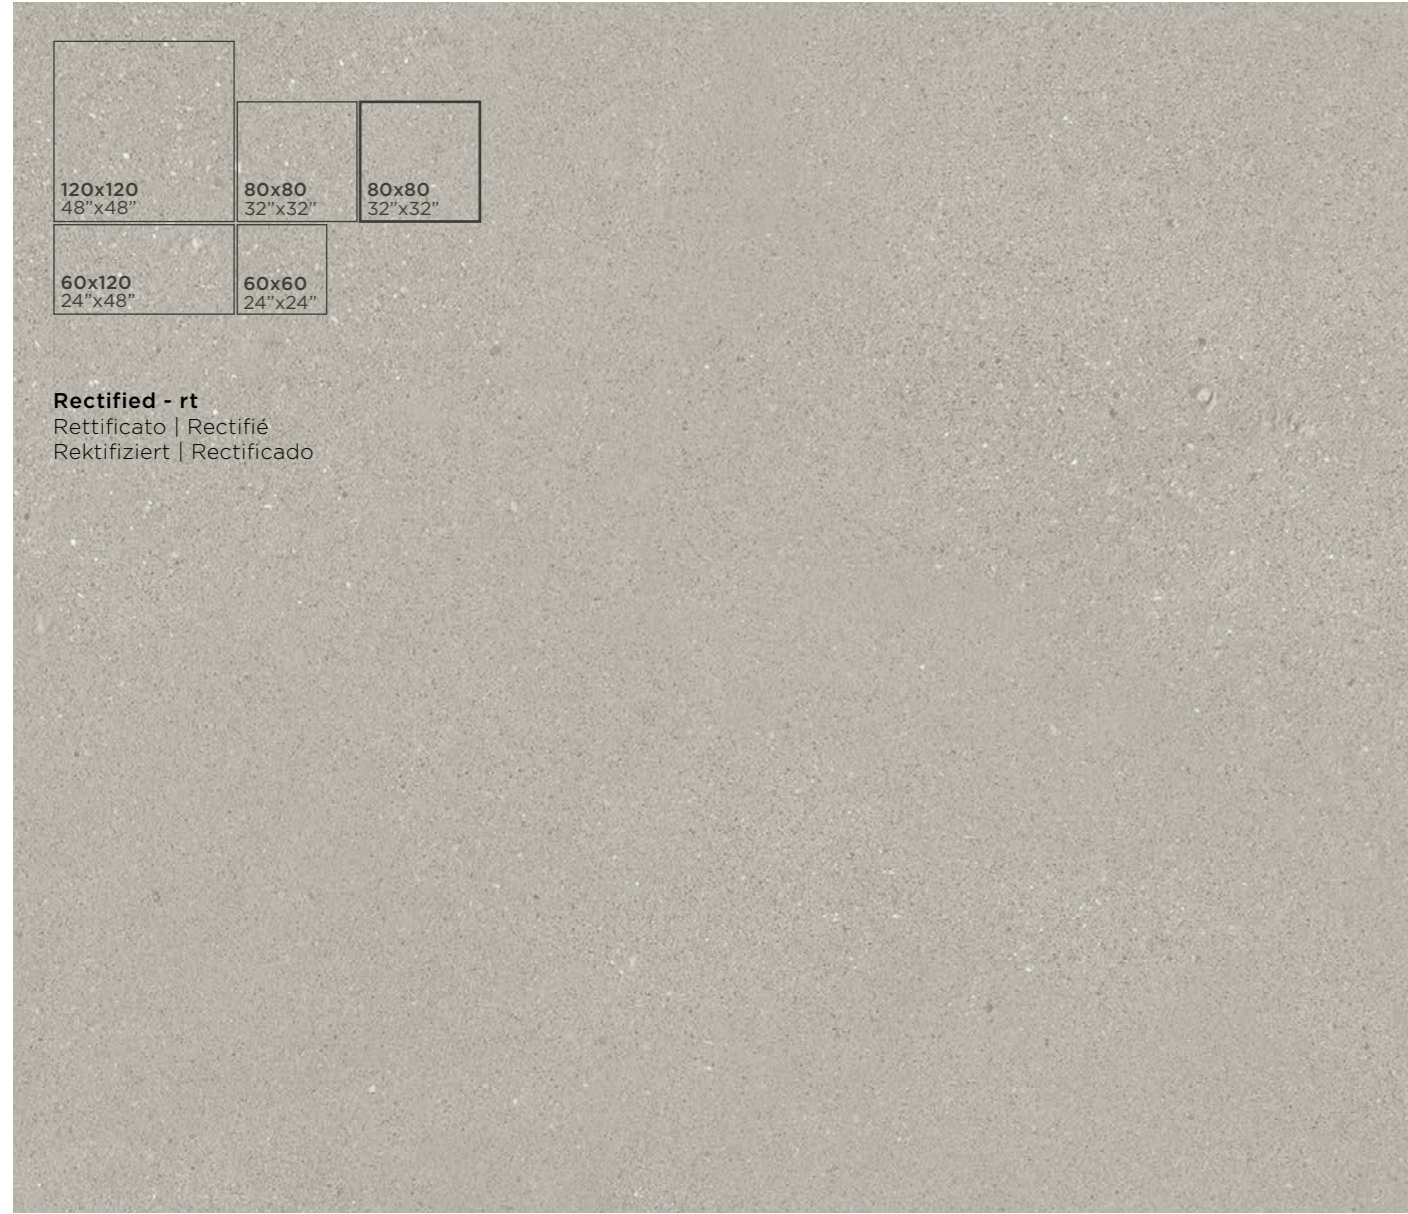 120x120
48”x48”
80x80
32”x32”
80x80
32”x32”
60x120
24”x48”
60x60
24”x24”
Rectified - rt
Rettificato | Rectifié
Rektifiziert | Rectificado